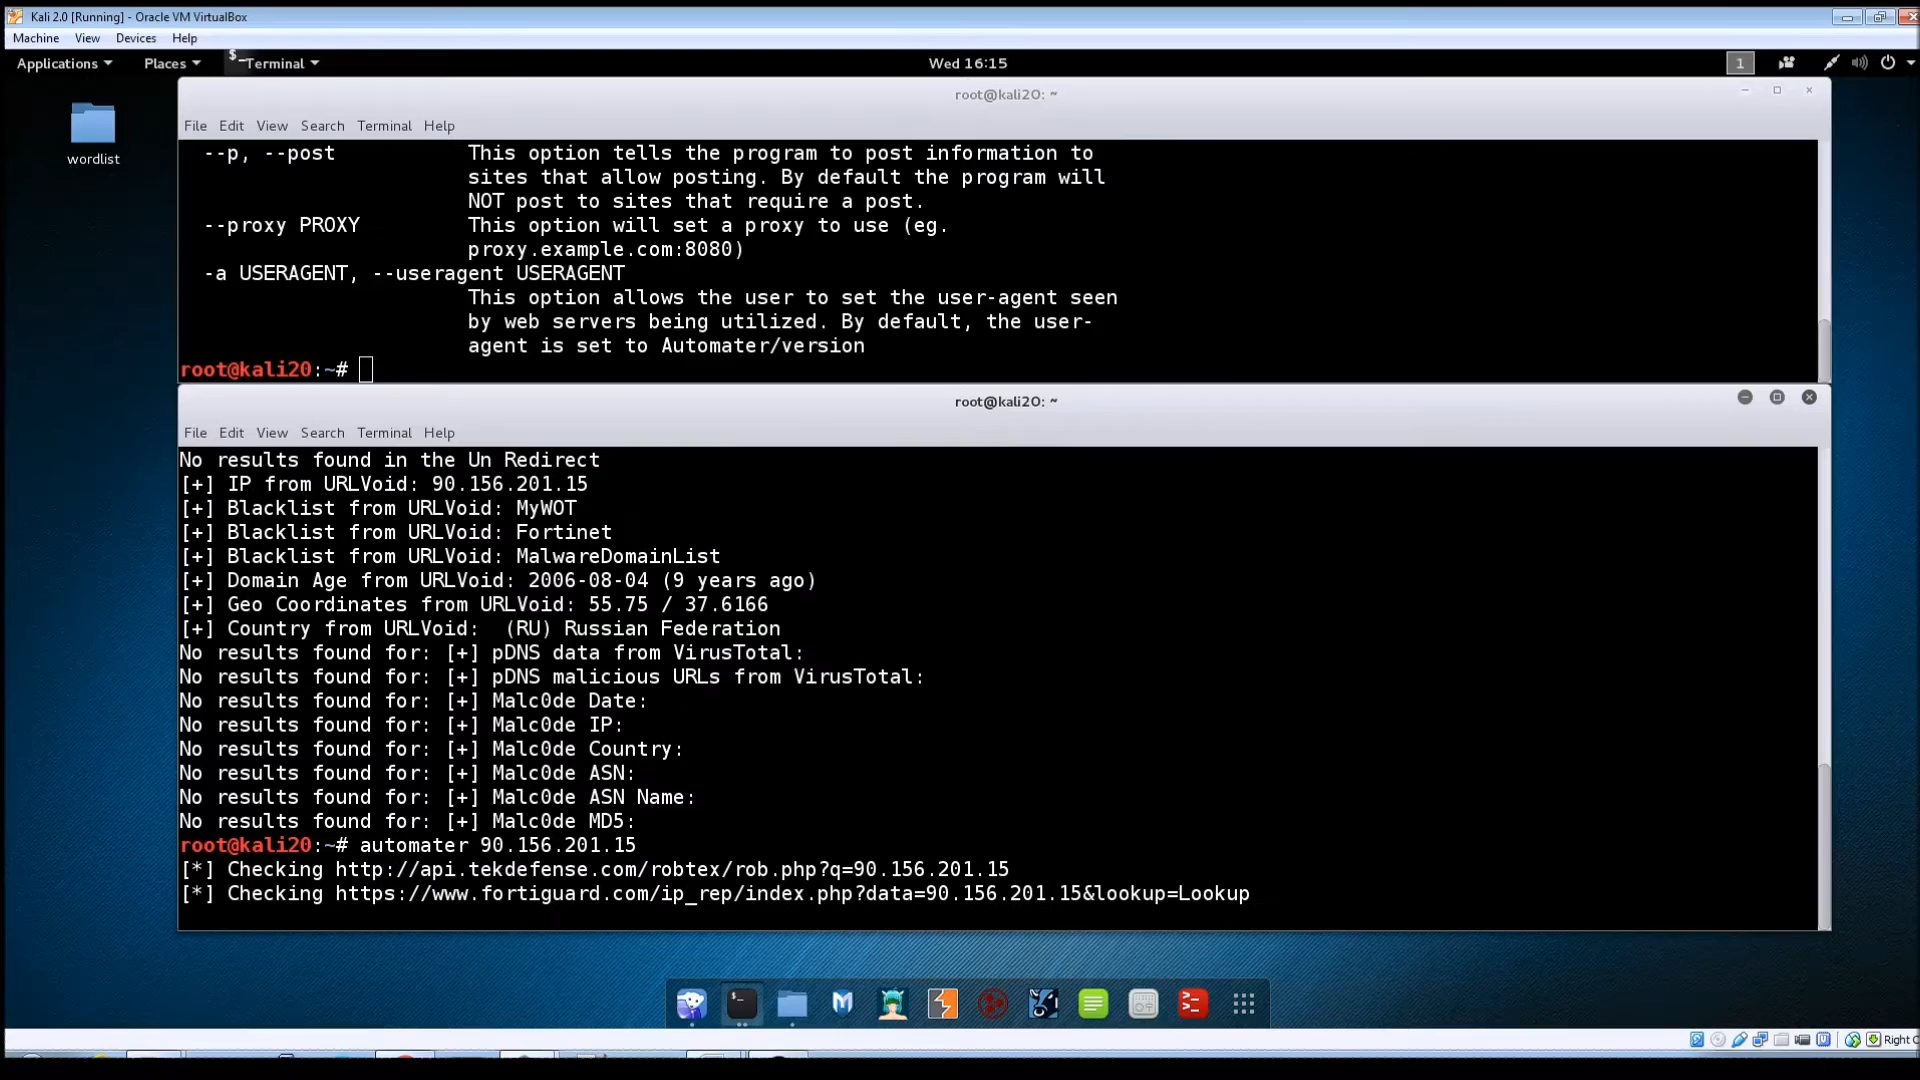 Kali 2.0 [Running] - Oracle VM VirtualBox
Machine View Devices Help
Applications Places Terminal Wed 16:15 1
wordlist
root@kali20: ~
File Edit View Search Terminal Help
--p, --post This option tells the program to post information to
sites that allow posting. By default the program will
NOT post to sites that require a post.
--proxy PROXY This option will set a proxy to use (eg.
proxy.example.com:8080)
-a USERAGENT, --useragent USERAGENT
This option allows the user to set the user-agent seen
by web servers being utilized. By default, the user-
agent is set to Automater/version
root@kali20:~#
root@kali20: ~
File Edit View Search Terminal Help
No results found in the Un Redirect
[+] IP from URLVoid: 90.156.201.15
[+] Blacklist from URLVoid: MyWOT
[+] Blacklist from URLVoid: Fortinet
[+] Blacklist from URLVoid: MalwareDomainList
[+] Domain Age from URLVoid: 2006-08-04 (9 years ago)
[+] Geo Coordinates from URLVoid: 55.75 / 37.6166
[+] Country from URLVoid:  (RU) Russian Federation
No results found for: [+] pDNS data from VirusTotal:
No results found for: [+] pDNS malicious URLs from VirusTotal:
No results found for: [+] Malc0de Date:
No results found for: [+] Malc0de IP:
No results found for: [+] Malc0de Country:
No results found for: [+] Malc0de ASN:
No results found for: [+] Malc0de ASN Name:
No results found for: [+] Malc0de MD5:
root@kali20:~# automater 90.156.201.15
[*] Checking http://api.tekdefense.com/robtex/rob.php?q=90.156.201.15
[*] Checking https://www.fortiguard.com/ip_rep/index.php?data=90.156.201.15&lookup=Lookup
Right